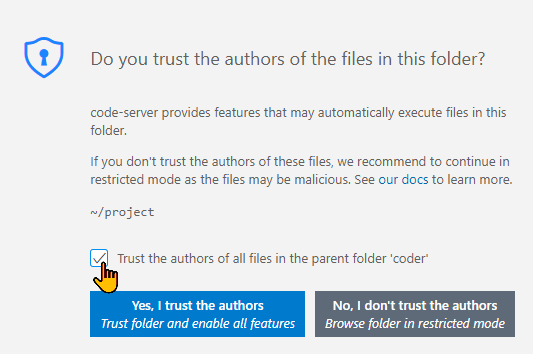 Do you trust the authors of the files in this folder?
code-server provides features that may automatically execute files in this
folder.
If you don't trust the authors of these files, we recommend to continue in
restricted mode as the files may be malicious. See our docs to learn more.
~/project
Trust the authors of all files in the parent folder 'coder'
Yes, I trust the authors
Trust folder and enable all features
No, I don't trust the authors
Browse folder in restricted mode